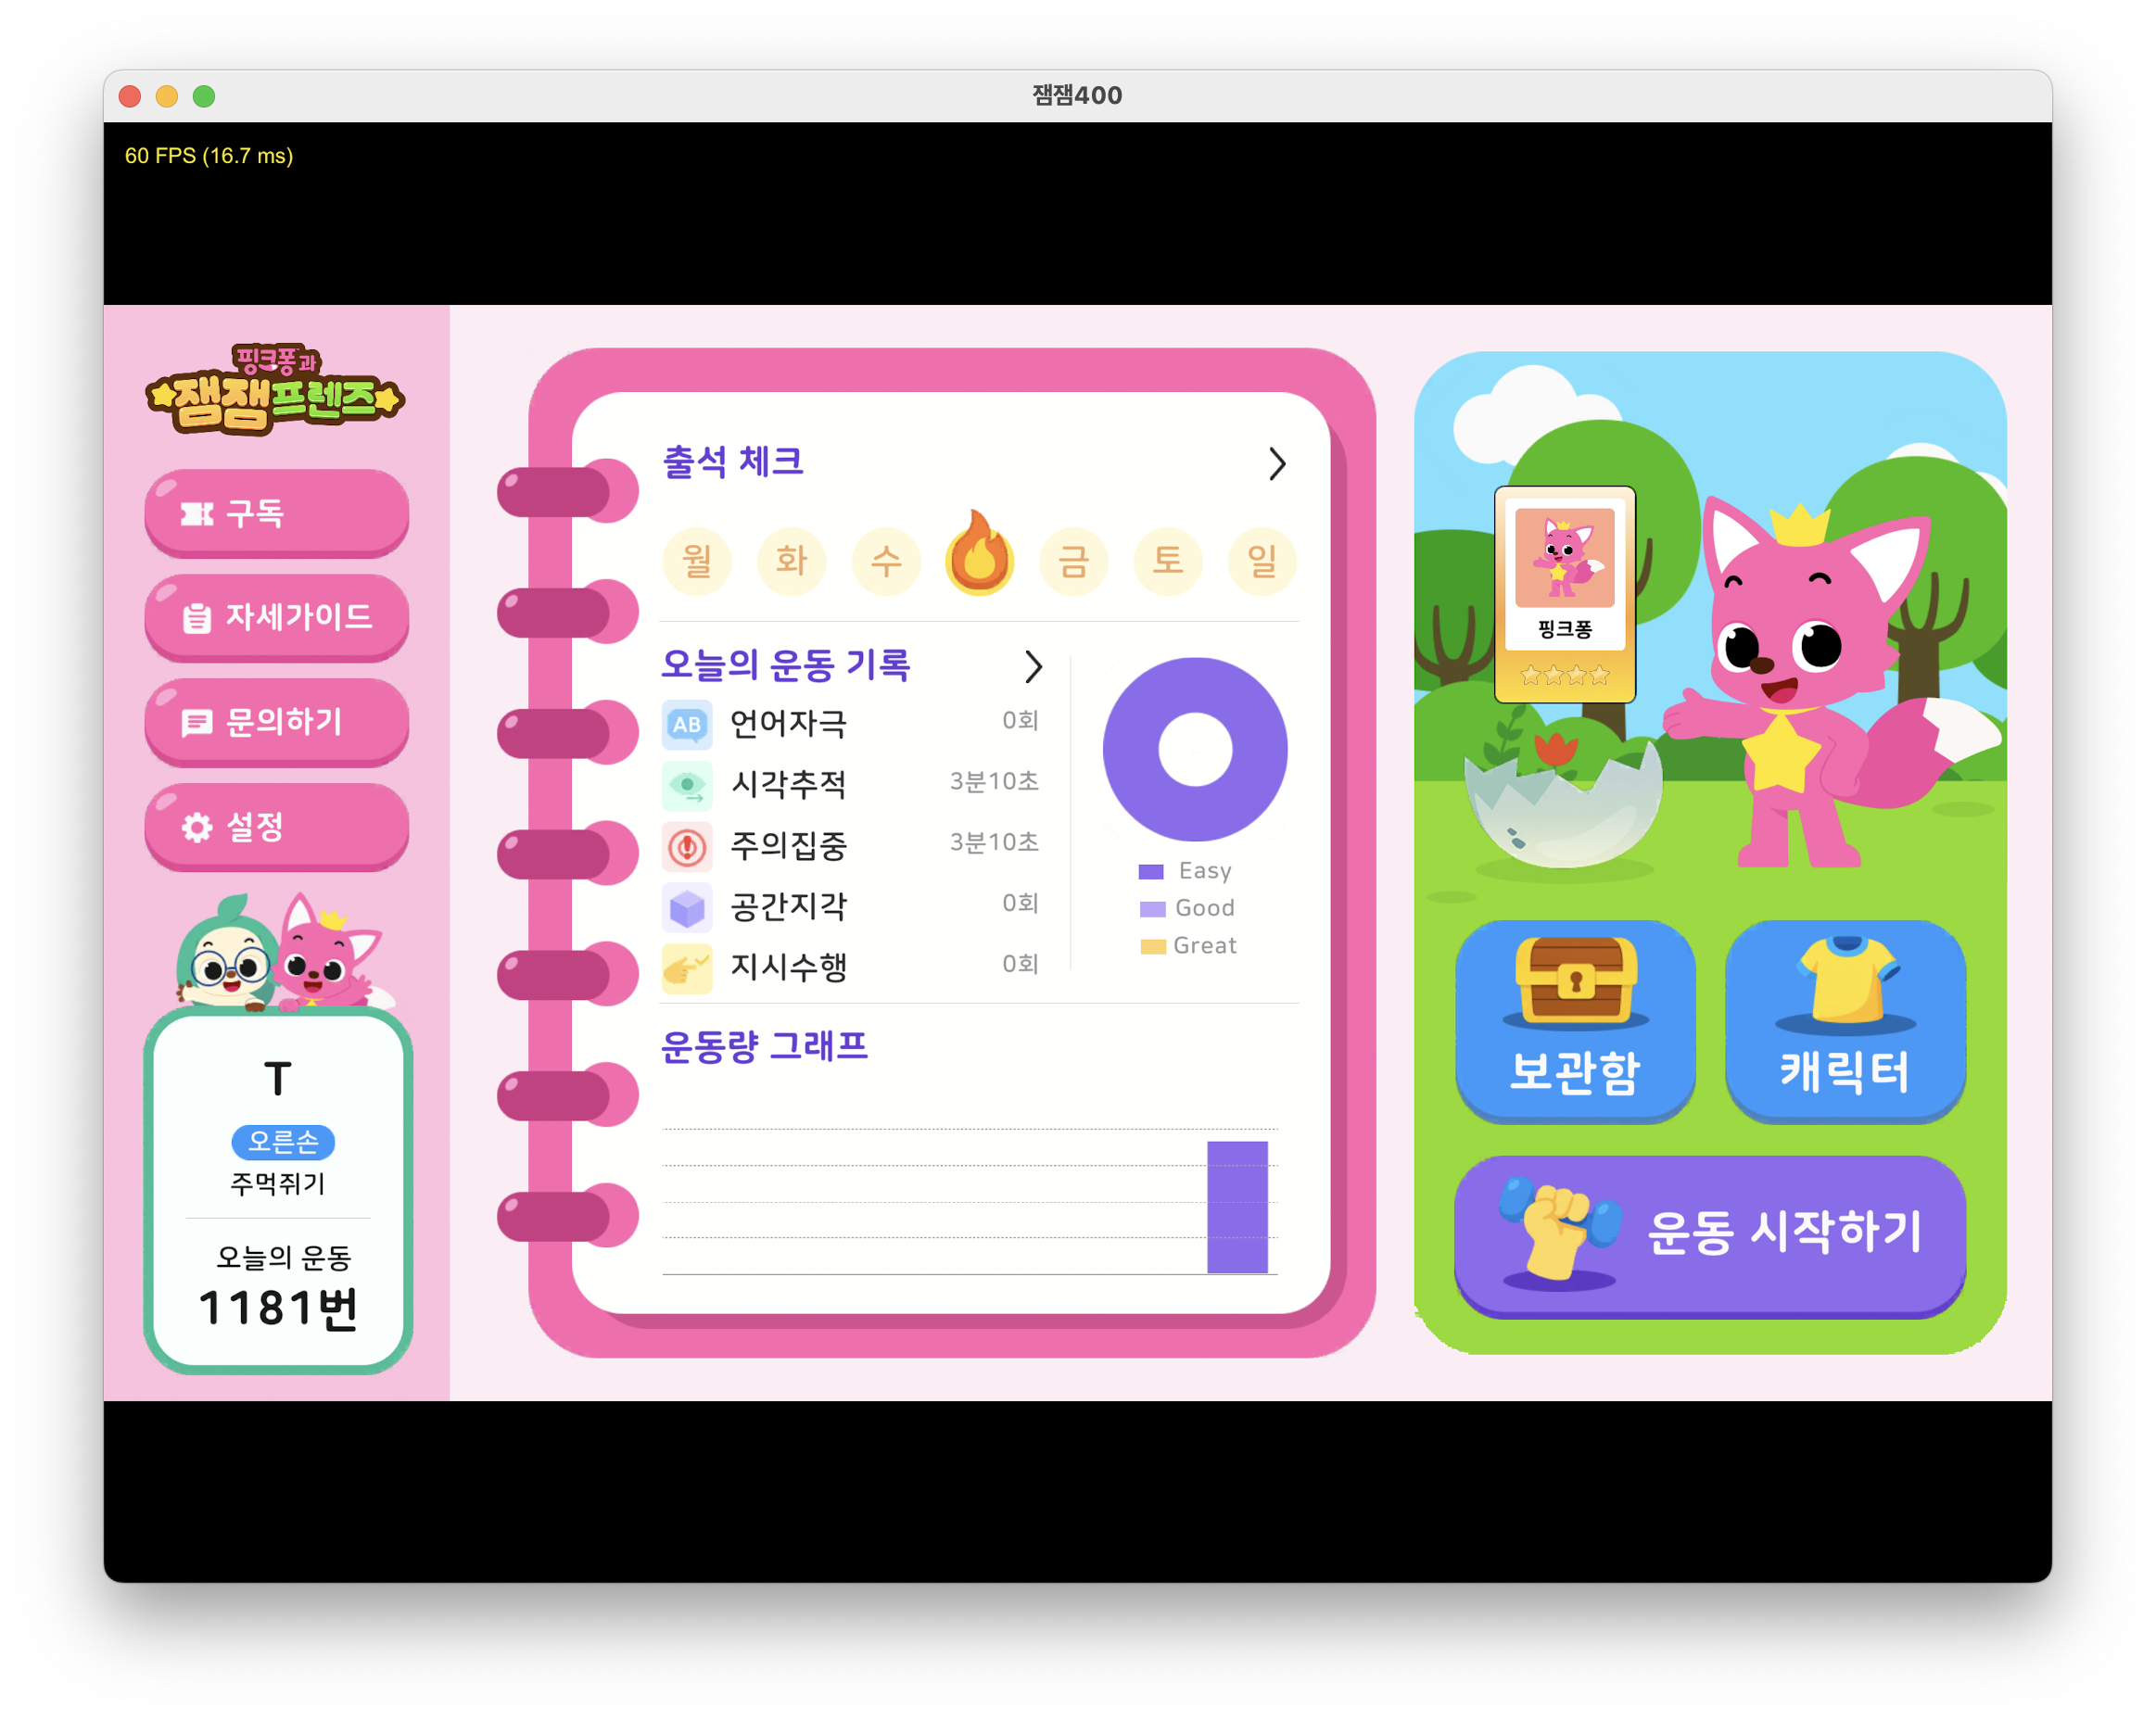 잼잼400
60 FPS (16.7 ms)
핑크퐁과
잼잼프렌즈
구독
자세가이드
문의하기
설정
T
오른손
주먹쥐기
오늘의 운동
1181번
출석 체크
월 화 수 금 토 일
오늘의 운동 기록
AB 언어자극 0회
시각추적 3분10초
주의집중 3분10초
공간지각 0회
지시수행 0회
Easy
Good
Great
운동량 그래프
핑크퐁
보관함
캐릭터
운동 시작하기